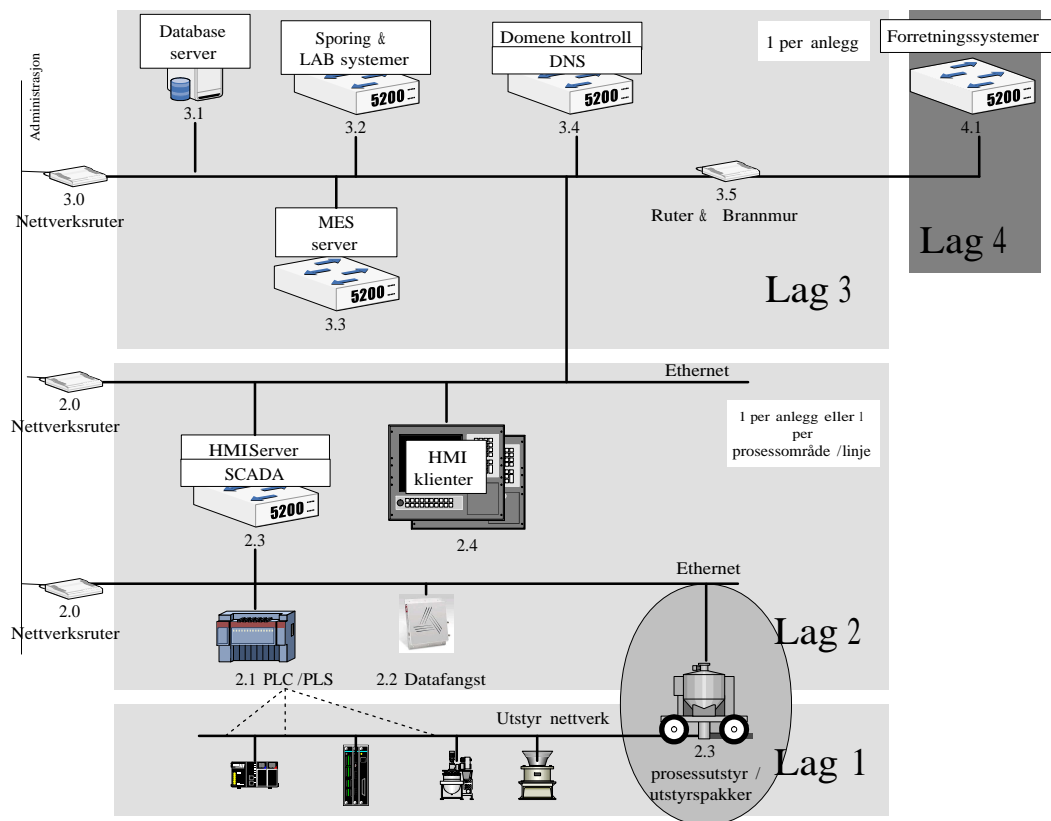 Database
server
3.1
Sporing &
LAB systemer
5200
3.2
Domene kontroll
DNS
5200
3.4
1 per anlegg
Forretningssystemer
5200
4.1
Administrasjon
3.0
Nettverksruter
3.5
Ruter & Brannmur
MES
server
5200
3.3
Lag 3
Lag 4
2.0
Nettverksruter
Ethernet
HMI Server
SCADA
5200
2.3
HMI
klienter
2.4
1 per anlegg eller 1
per
prosessområde /linje
2.0
Nettverksruter
Ethernet
2.1 PLC /PLS
2.2 Datafangst
Lag 2
Utstyr nettverk
2.3
prosessutstyr /
utstyrspakker
Lag 1